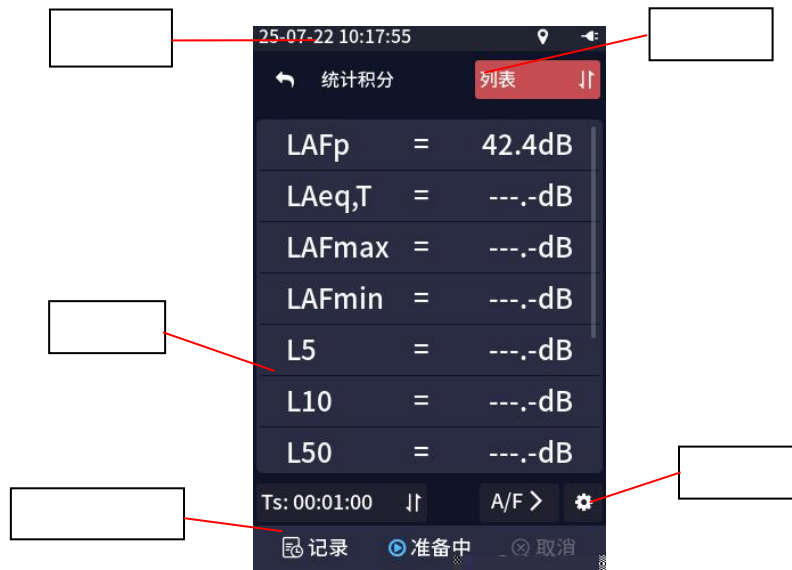 25-07-22 10:17:55
统计积分 列表
LAFp = 42.4dB
LAeq,T = ---.-dB
LAFmax = ---.-dB
LAFmin = ---.-dB
L5 = ---.-dB
L10 = ---.-dB
L50 = ---.-dB
Ts: 00:01:00 A/F >
记录 准备中 取消